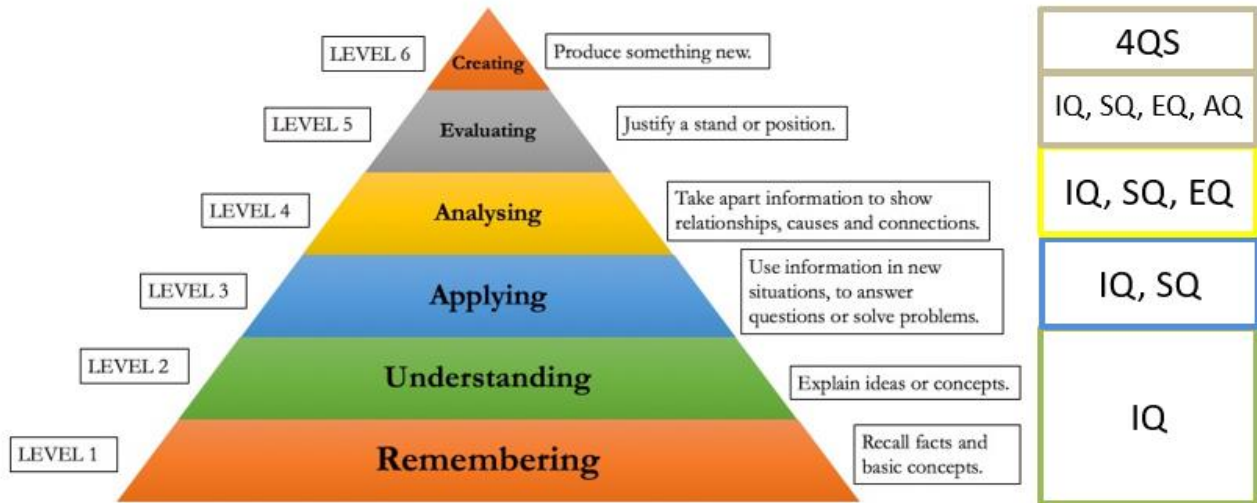 LEVEL 6
Creating
Produce something new.
4QS
LEVEL 5
Evaluating
Justify a stand or position.
IQ, SQ, EQ, AQ
LEVEL 4
Analysing
Take apart information to show
relationships, causes and connections.
IQ, SQ, EQ
LEVEL 3
Applying
Use information in new
situations, to answer
questions or solve problems.
IQ, SQ
LEVEL 2
Understanding
Explain ideas or concepts.
LEVEL 1
Remembering
Recall facts and
basic concepts.
IQ